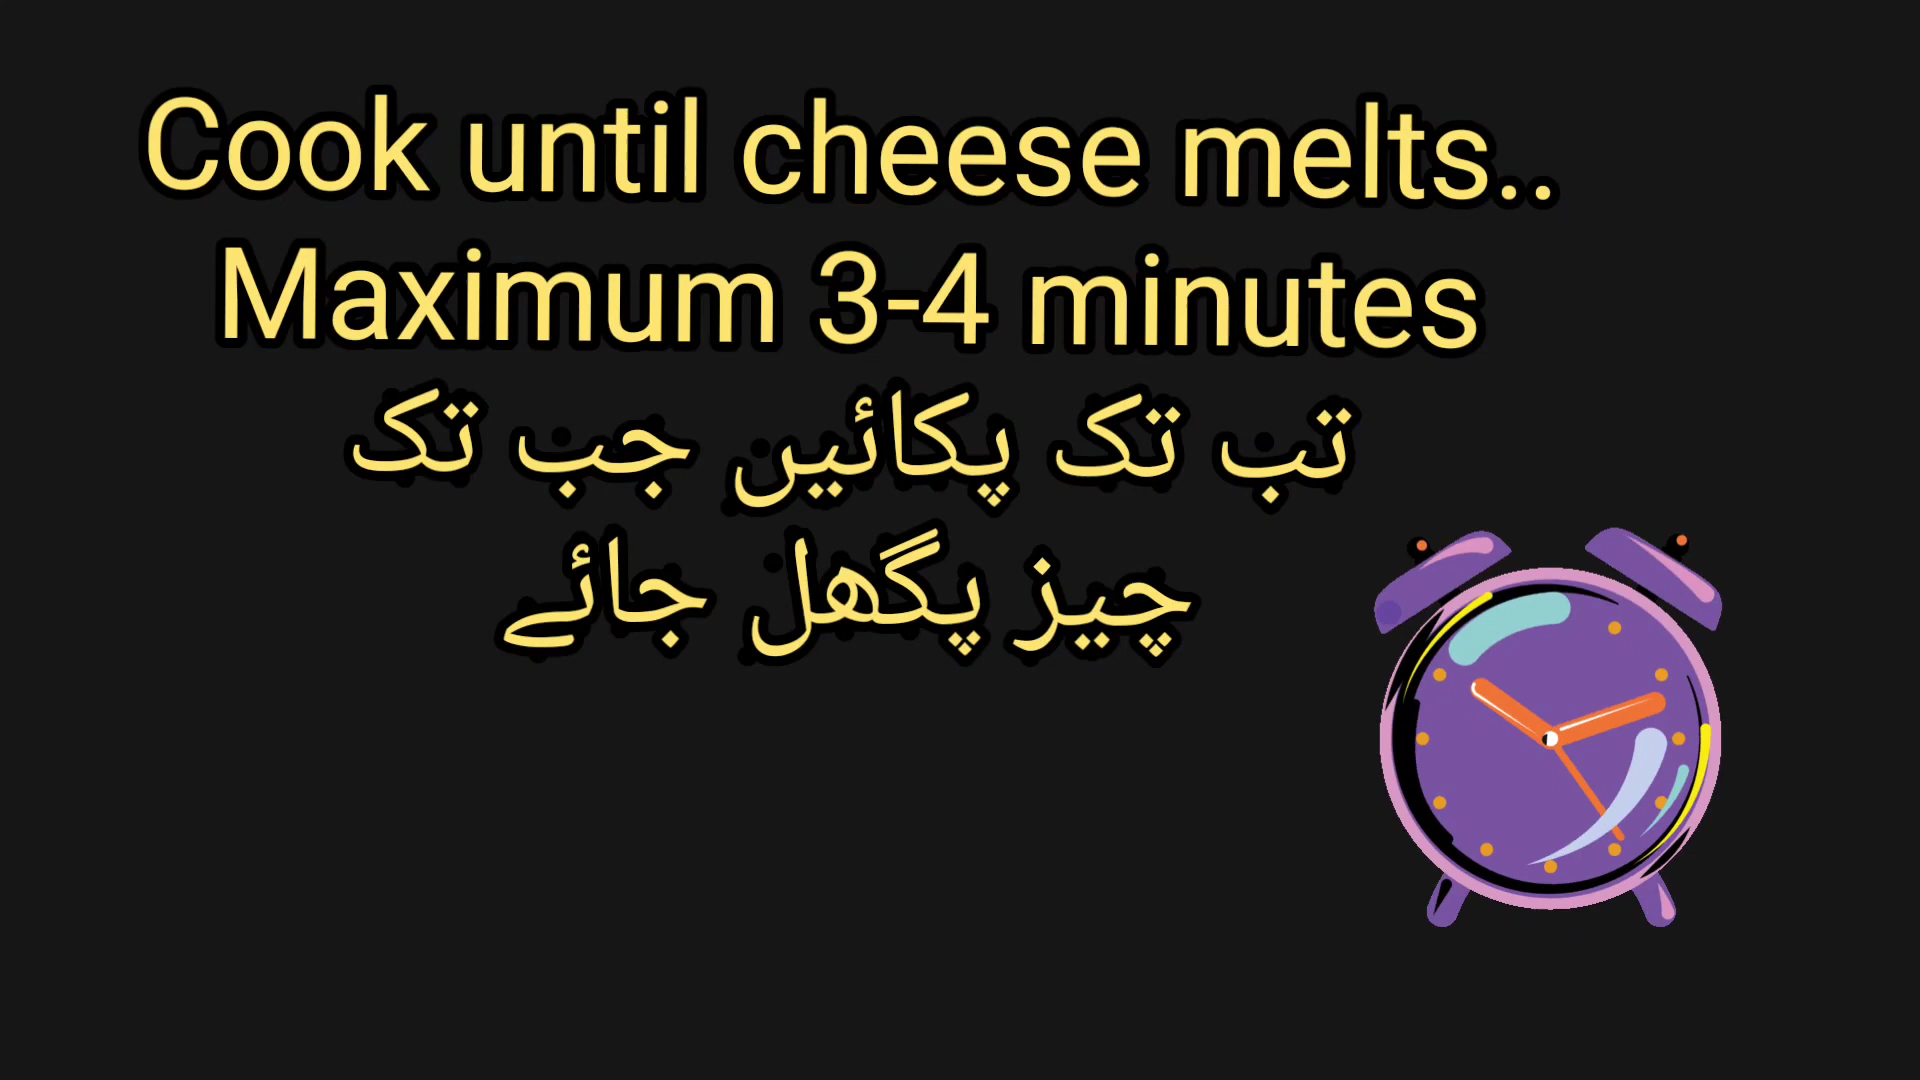 Cook until cheese melts..
Maximum 3-4 minutes
تب تک پکائیں جب تک
چیز پگھل جائے